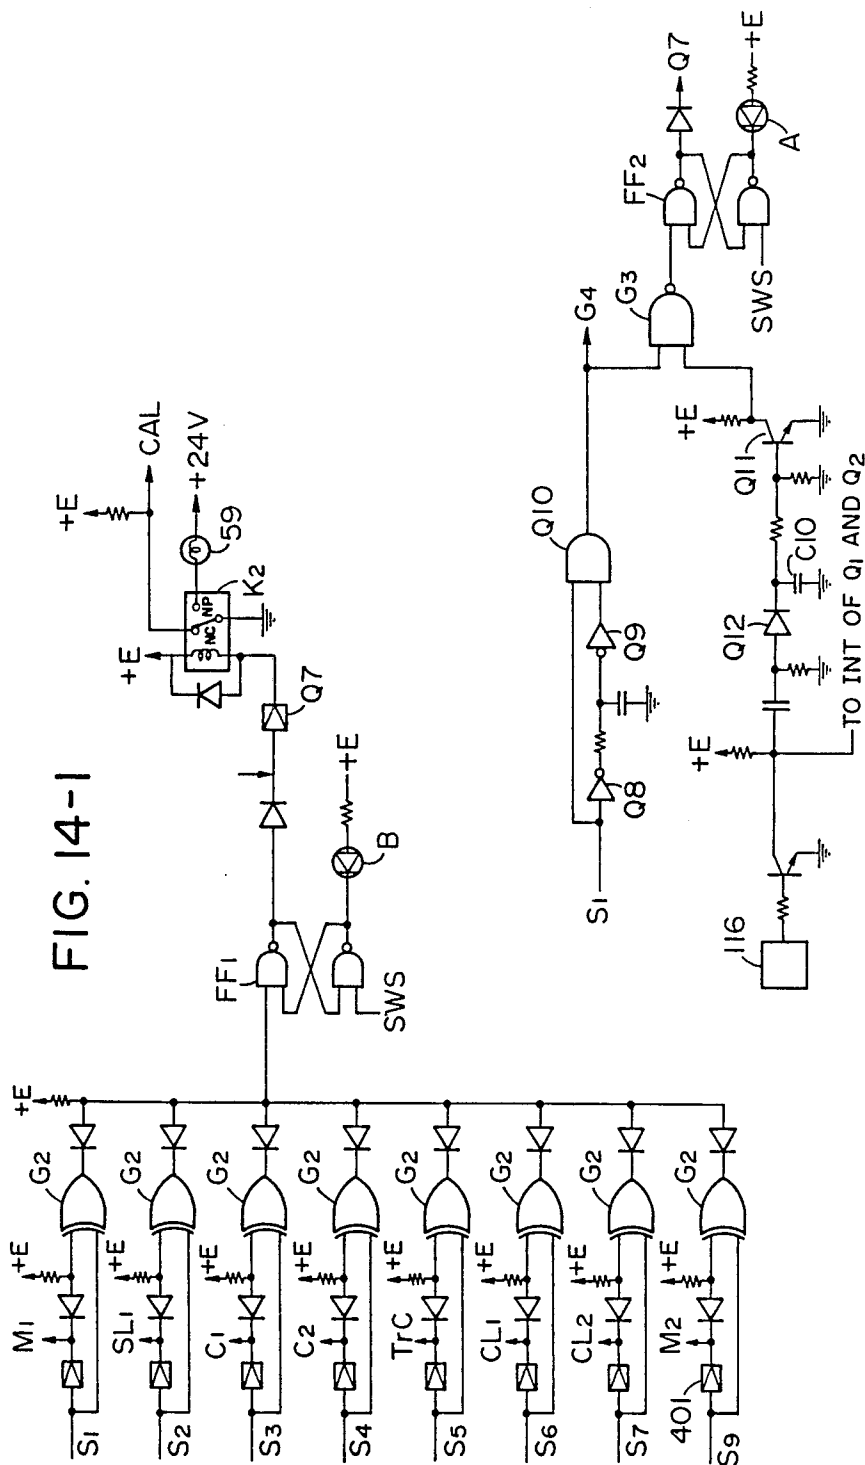 FIG. 14-1
S1
M1
+E
G2
+E
S2
SL1
+E
G2
S3
C1
+E
G2
S4
C2
+E
G2
S5
TrC
+E
G2
S6
CL1
+E
G2
S7
CL2
+E
G2
S9
401
M2
+E
G2
FF1
SWS
B
+E
Q7
+E
NC
NP
K2
59
+24V
+E
CAL
S1
Q8
Q9
Q10
G4
116
+E
TO INT OF Q1 AND Q2
Q12
C10
Q11
+E
G3
FF2
SWS
Q7
A
+E